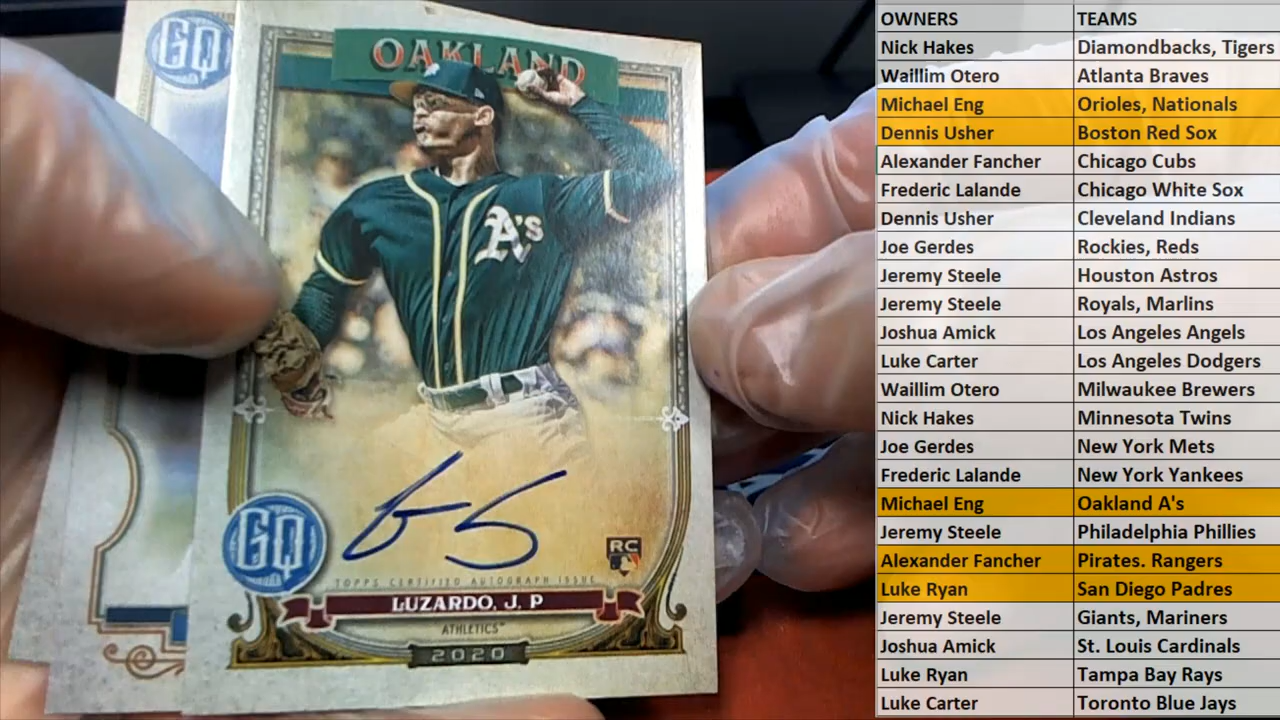 GQ
OAKLAND
A's
GQ
RC
TOPPS CERTIFIED AUTOGRAPH ISSUE
LUZARDO, J. P
ATHLETICS™
2020
OWNERS TEAMS
Nick Hakes Diamondbacks, Tigers
Waillim Otero Atlanta Braves
Michael Eng Orioles, Nationals
Dennis Usher Boston Red Sox
Alexander Fancher Chicago Cubs
Frederic Lalande Chicago White Sox
Dennis Usher Cleveland Indians
Joe Gerdes Rockies, Reds
Jeremy Steele Houston Astros
Jeremy Steele Royals, Marlins
Joshua Amick Los Angeles Angels
Luke Carter Los Angeles Dodgers
Waillim Otero Milwaukee Brewers
Nick Hakes Minnesota Twins
Joe Gerdes New York Mets
Frederic Lalande New York Yankees
Michael Eng Oakland A's
Jeremy Steele Philadelphia Phillies
Alexander Fancher Pirates. Rangers
Luke Ryan San Diego Padres
Jeremy Steele Giants, Mariners
Joshua Amick St. Louis Cardinals
Luke Ryan Tampa Bay Rays
Luke Carter Toronto Blue Jays